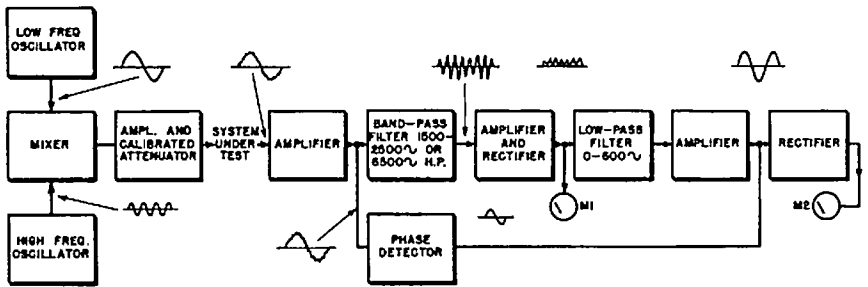 LOW FREQ
OSCILLATOR
MIXER
HIGH FREQ.
OSCILLATOR
AMPL. AND
CALIBRATED
ATTENUATOR
SYSTEM
UNDER
TEST
AMPLIFIER
BAND-PASS
FILTER 1500-
2500~ OR
6500~ H.P.
AMPLIFIER
AND
RECTIFIER
M1
LOW-PASS
FILTER
0-600~
AMPLIFIER
RECTIFIER
M2
PHASE
DETECTOR